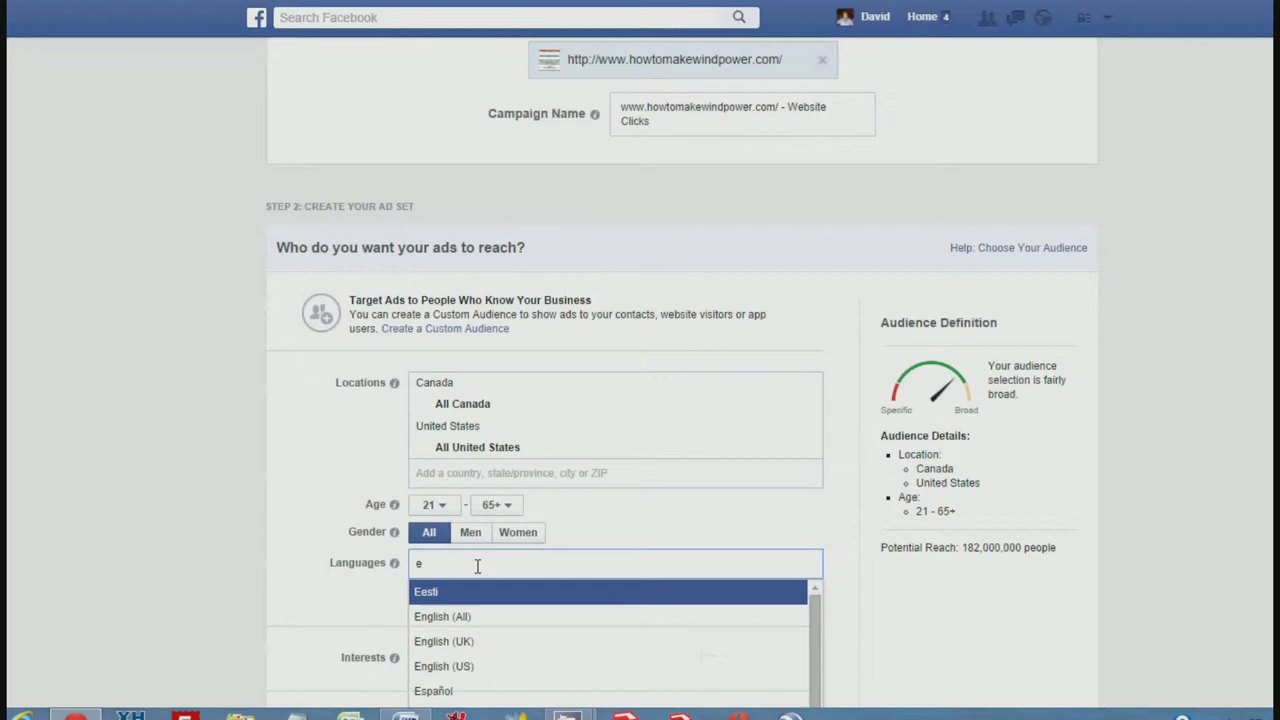 Search Facebook
David
Home 4
http://www.howtomakewindpower.com/
Campaign Name
www.howtomakewindpower.com/ - Website
Clicks
STEP 2: CREATE YOUR AD SET
Who do you want your ads to reach?
Help: Choose Your Audience
Target Ads to People Who Know Your Business
You can create a Custom Audience to show ads to your contacts, website visitors or app
users. Create a Custom Audience
Locations
Canada
All Canada
United States
All United States
Add a country, state/province, city or ZIP
Age
21 - 65+
Gender
All Men Women
Languages
e
Eesti
English (All)
English (UK)
English (US)
Español
Interests
Audience Definition
Your audience
selection is fairly
broad.
Specific
Broad
Audience Details:
Location:
Canada
United States
Age:
21 - 65+
Potential Reach: 182,000,000 people